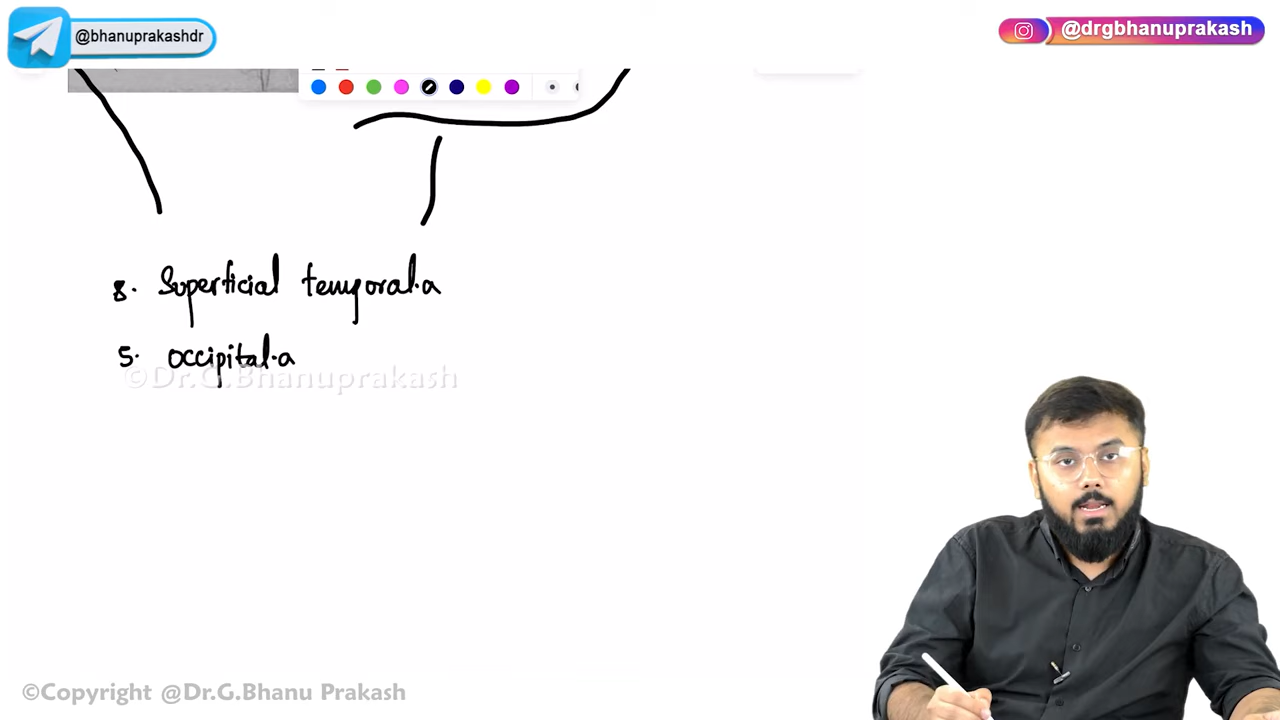 @bhanuprakashdr
@drgbhanuprakash
8. Superficial temporal.a
5. occipital.a
©Dr.G.Bhanuprakash
©Copyright @Dr.G.Bhanu Prakash